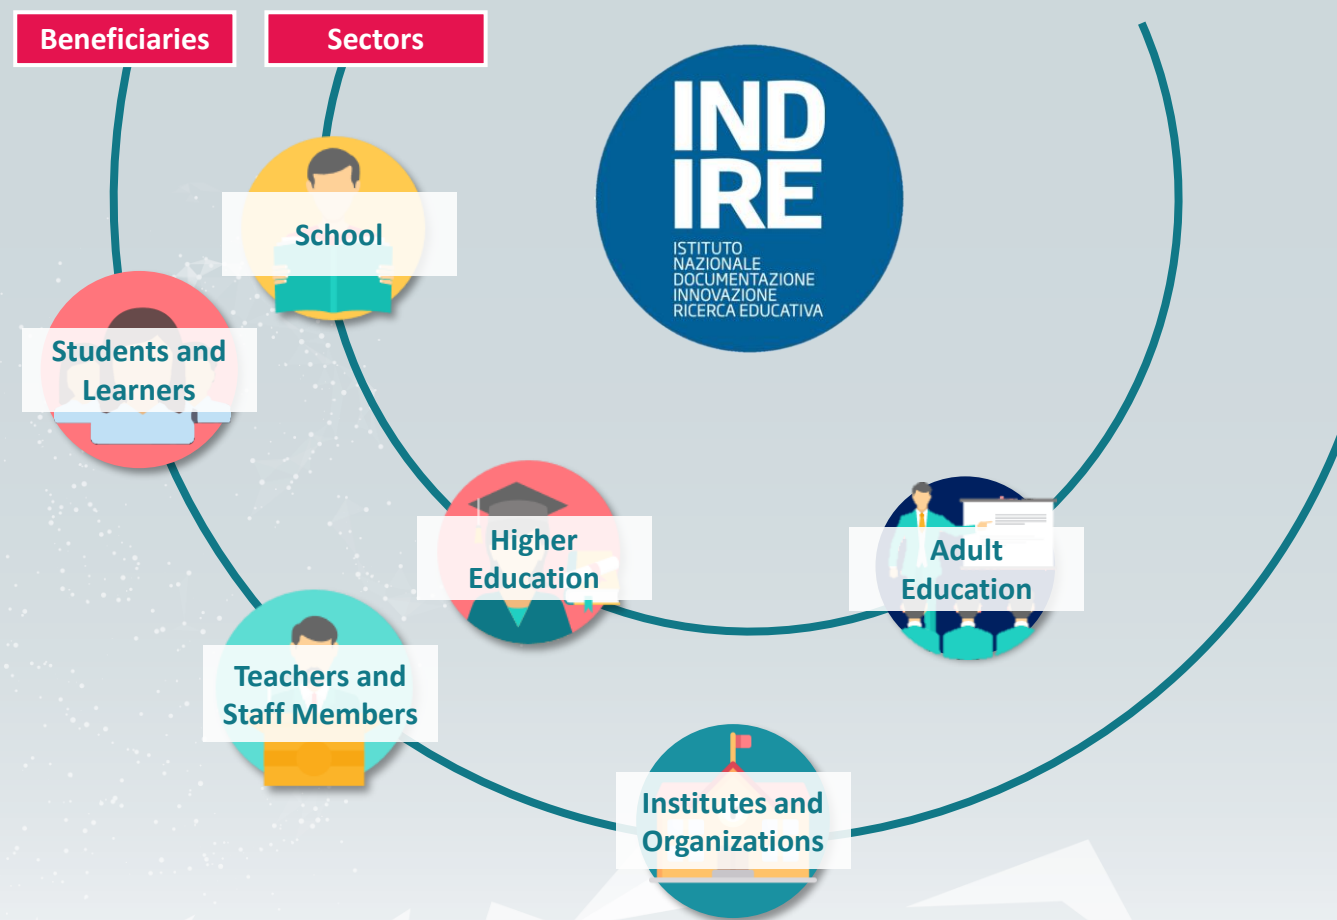 Beneficiaries
Sectors
IND
IRE
ISTITUTO
NAZIONALE
DOCUMENTAZIONE
INNOVAZIONE
RICERCA EDUCATIVA
School
Students and
Learners
Higher
Education
Adult
Education
Teachers and
Staff Members
Institutes and
Organizations